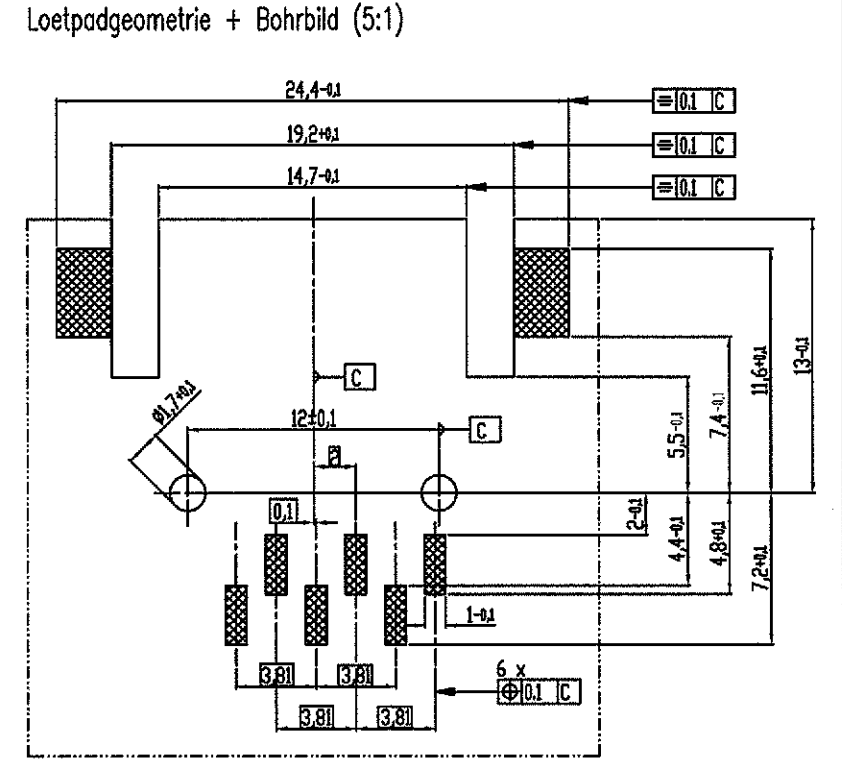 Loetpadgeometrie + Bohrbild (5:1)
24,4-0,1
⌯ 0.1 C
19,2+0,1
⌯ 0.1 C
14,7-0,1
⌯ 0.1 C
C
Ø1,7+0,1
12±0,1
C
2
0,1
5,5-0,1
7,4-0,1
11,6+0,1
13-0,1
2-0,1
4,4-0,1
4,8+0,1
7,2+0,1
1-0,1
3,81
3,81
6 x
⌖ 0.1 C
3,81
3,81